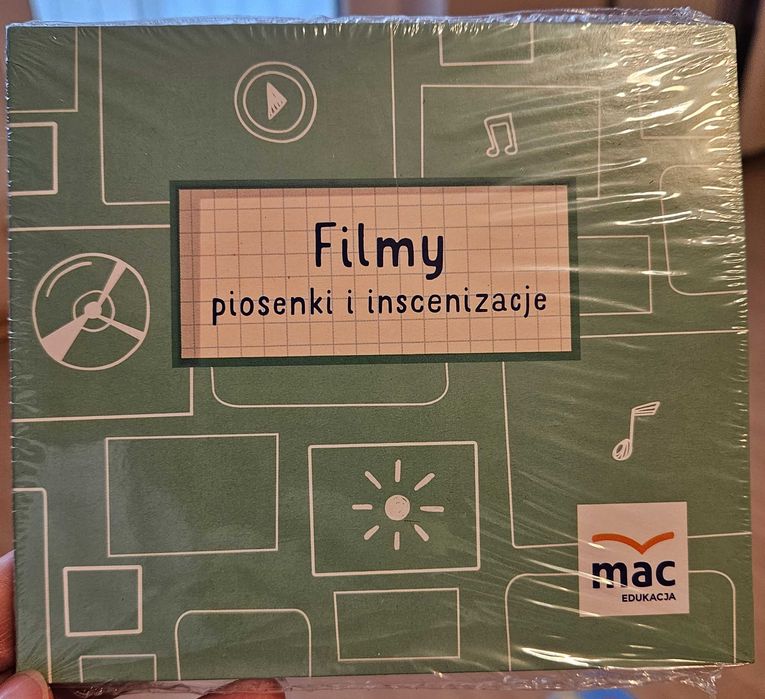 Filmy
piosenki i inscenizacje
mac
EDUKACJA